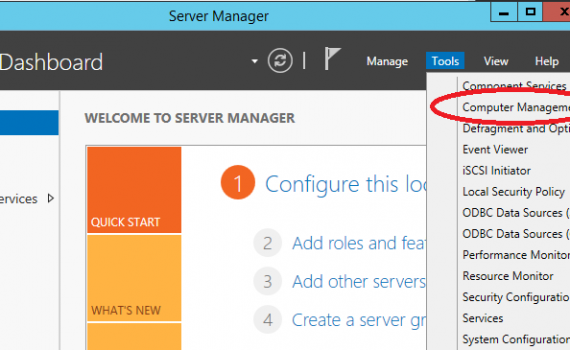 Server Manager
Dashboard
Manage
Tools
View
Help
ervices
WELCOME TO SERVER MANAGER
QUICK START
WHAT'S NEW
1 Configure this loc
2 Add roles and feat
3 Add other servers
4 Create a server gr
Component Services
Computer Manageme
Defragment and Opti
Event Viewer
iSCSI Initiator
Local Security Policy
ODBC Data Sources (
ODBC Data Sources (
Performance Monitor
Resource Monitor
Security Configuratio
Services
System Configuration